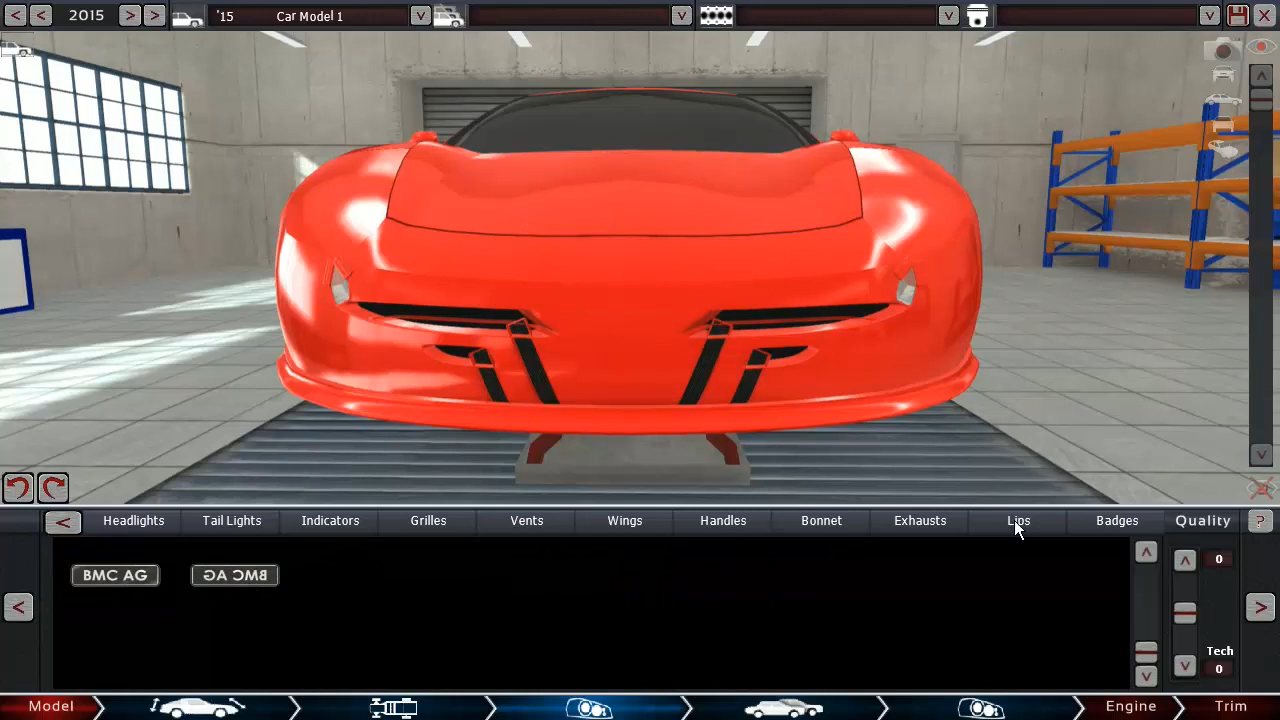 2015 '15 Car Model 1
Headlights Tail Lights Indicators Grilles Vents Wings Handles Bonnet Exhausts Lips Badges Quality ?
BMC AG BMC AG 0
Tech
0
Model Engine Trim